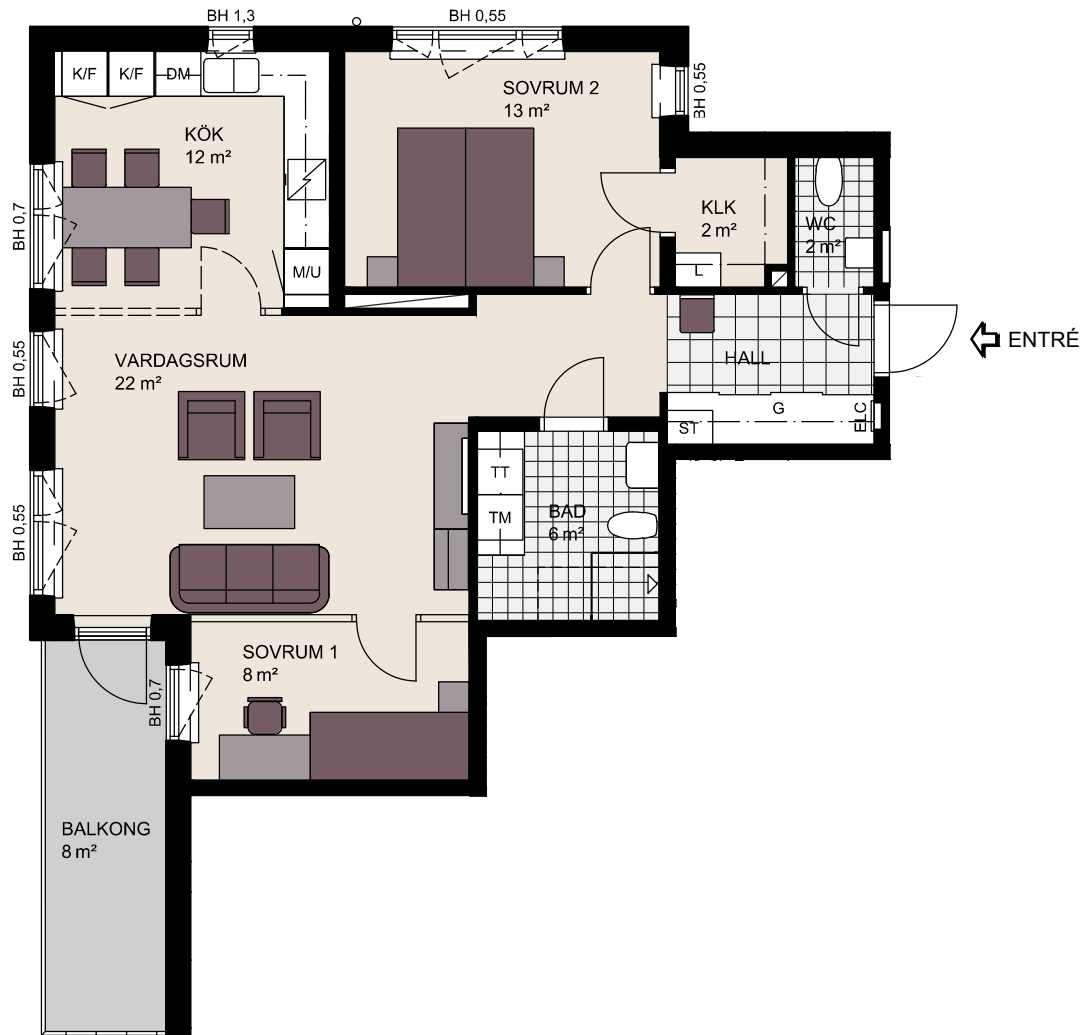 BH 1,3
BH 0,55
K/F
K/F
DM
SOVRUM 2
13 m²
BH 0,55
KÖK
12 m²
BH 0,7
KLK
2 m²
WC
2 m²
M/U
L
ENTRÉ
HALL
VARDAGSRUM
22 m²
BH 0,55
G
ELC
ST
TT
TM
BAD
6 m²
BH 0,55
SOVRUM 1
8 m²
BH 0,7
BALKONG
8 m²